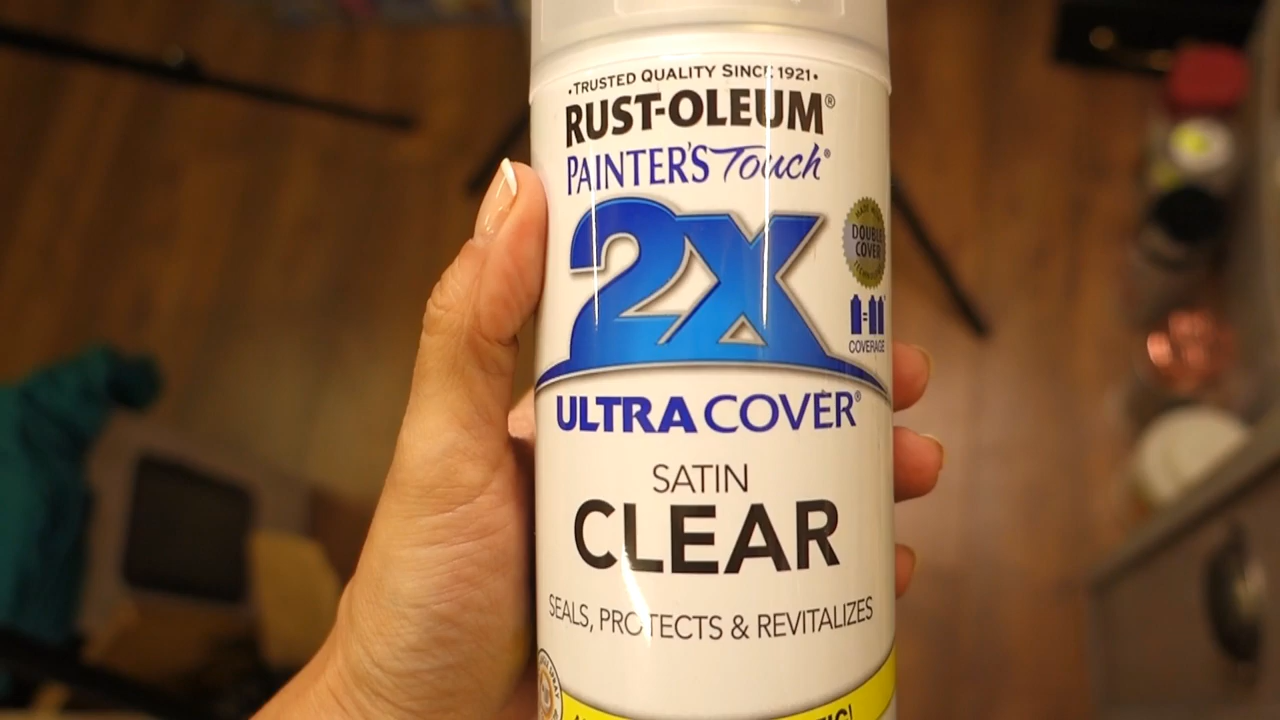 •TRUSTED QUALITY SINCE 1921•
RUST-OLEUM®
PAINTER'S Touch®
2X
DOUBLE
COVER
COVERAGE
ULTRA COVER®
SATIN
CLEAR
SEALS, PROTECTS & REVITALIZES